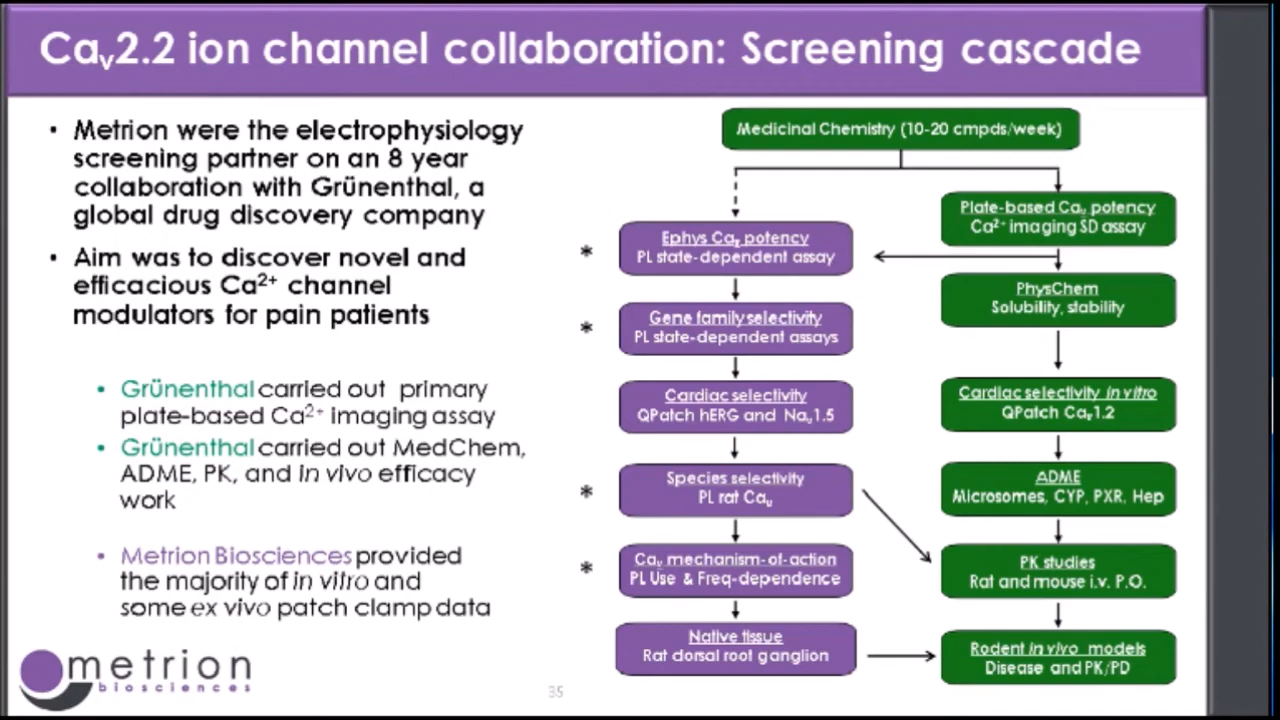 Caᵥ2.2 ion channel collaboration: Screening cascade
• Metrion were the electrophysiology
screening partner on an 8 year
collaboration with Grünenthal, a
global drug discovery company
• Aim was to discover novel and
efficacious Ca²⁺ channel
modulators for pain patients
• Grünenthal carried out primary
plate-based Ca²⁺ imaging assay
• Grünenthal carried out MedChem,
ADME, PK, and in vivo efficacy
work
• Metrion Biosciences provided
the majority of in vitro and
some ex vivo patch clamp data
metrion
biosciences
35
Medicinal Chemistry (10-20 cmpds/week)
* Ephys Caᵥ potency
PL state-dependent assay
* Gene family selectivity
PL state-dependent assays
Cardiac selectivity
QPatch hERG and Naᵥ1.5
* Species selectivity
PL rat Caᵥ
* Caᵥ mechanism-of-action
PL Use & Freq-dependence
Native tissue
Rat dorsal root ganglion
Plate-based Caᵥ potency
Ca²⁺ imaging SD assay
PhysChem
Solubility, stability
Cardiac selectivity in vitro
QPatch Caᵥ1.2
ADME
Microsomes, CYP, PXR, Hep
PK studies
Rat and mouse i.v. P.O.
Rodent in vivo models
Disease and PK/PD